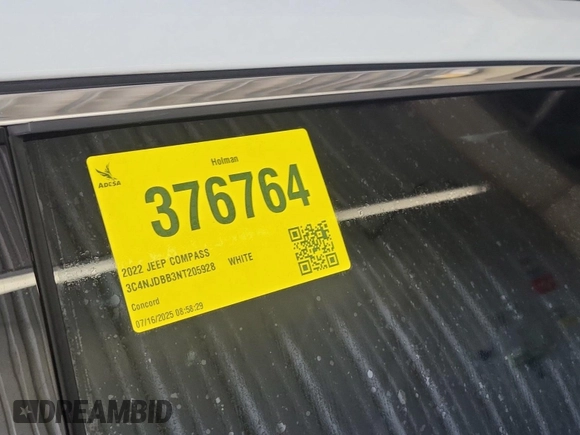 Holman
ADESA
376764
2022 JEEP COMPASS
3C4NJDBB3NT205928 WHITE
Concord
07/16/2025 08:58:29
DREAMBID